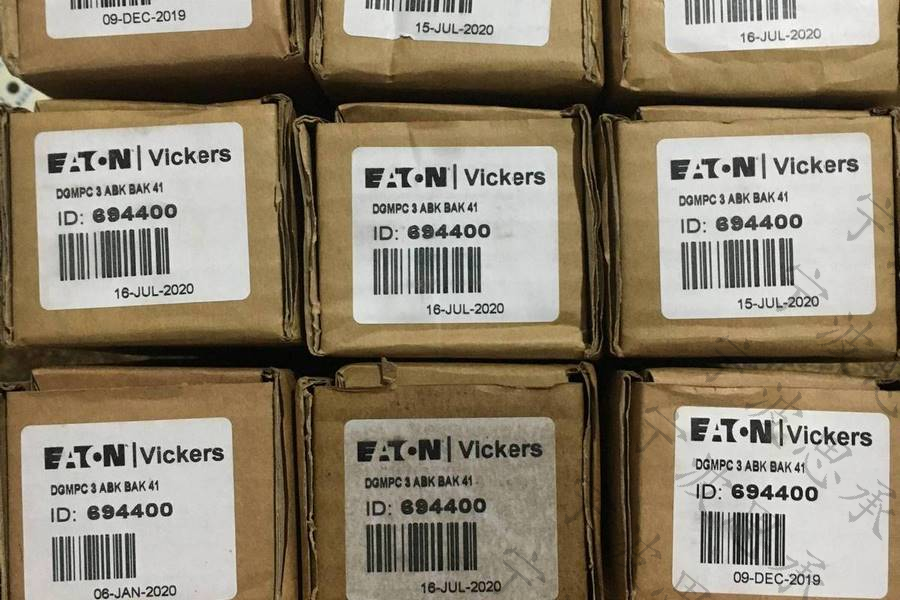 09-DEC-2019
15-JUL-2020
16-JUL-2020
EATON | Vickers
DGMPC 3 ABK BAK 41
ID: 694400
16-JUL-2020
EATON | Vickers
DGMPC 3 ABK BAK 41
ID: 694400
16-JUL-2020
EATON | Vickers
DGMPC 3 ABK BAK 41
ID: 694400
15-JUL-2020
EATON | Vickers
DGMPC 3 ABK BAK 41
ID: 694400
06-JAN-2020
EATON | Vickers
DGMPC 3 ABK BAK 41
ID: 694400
16-JUL-2020
EATON | Vickers
DGMPC 3 ABK BAK 41
ID: 694400
09-DEC-2019